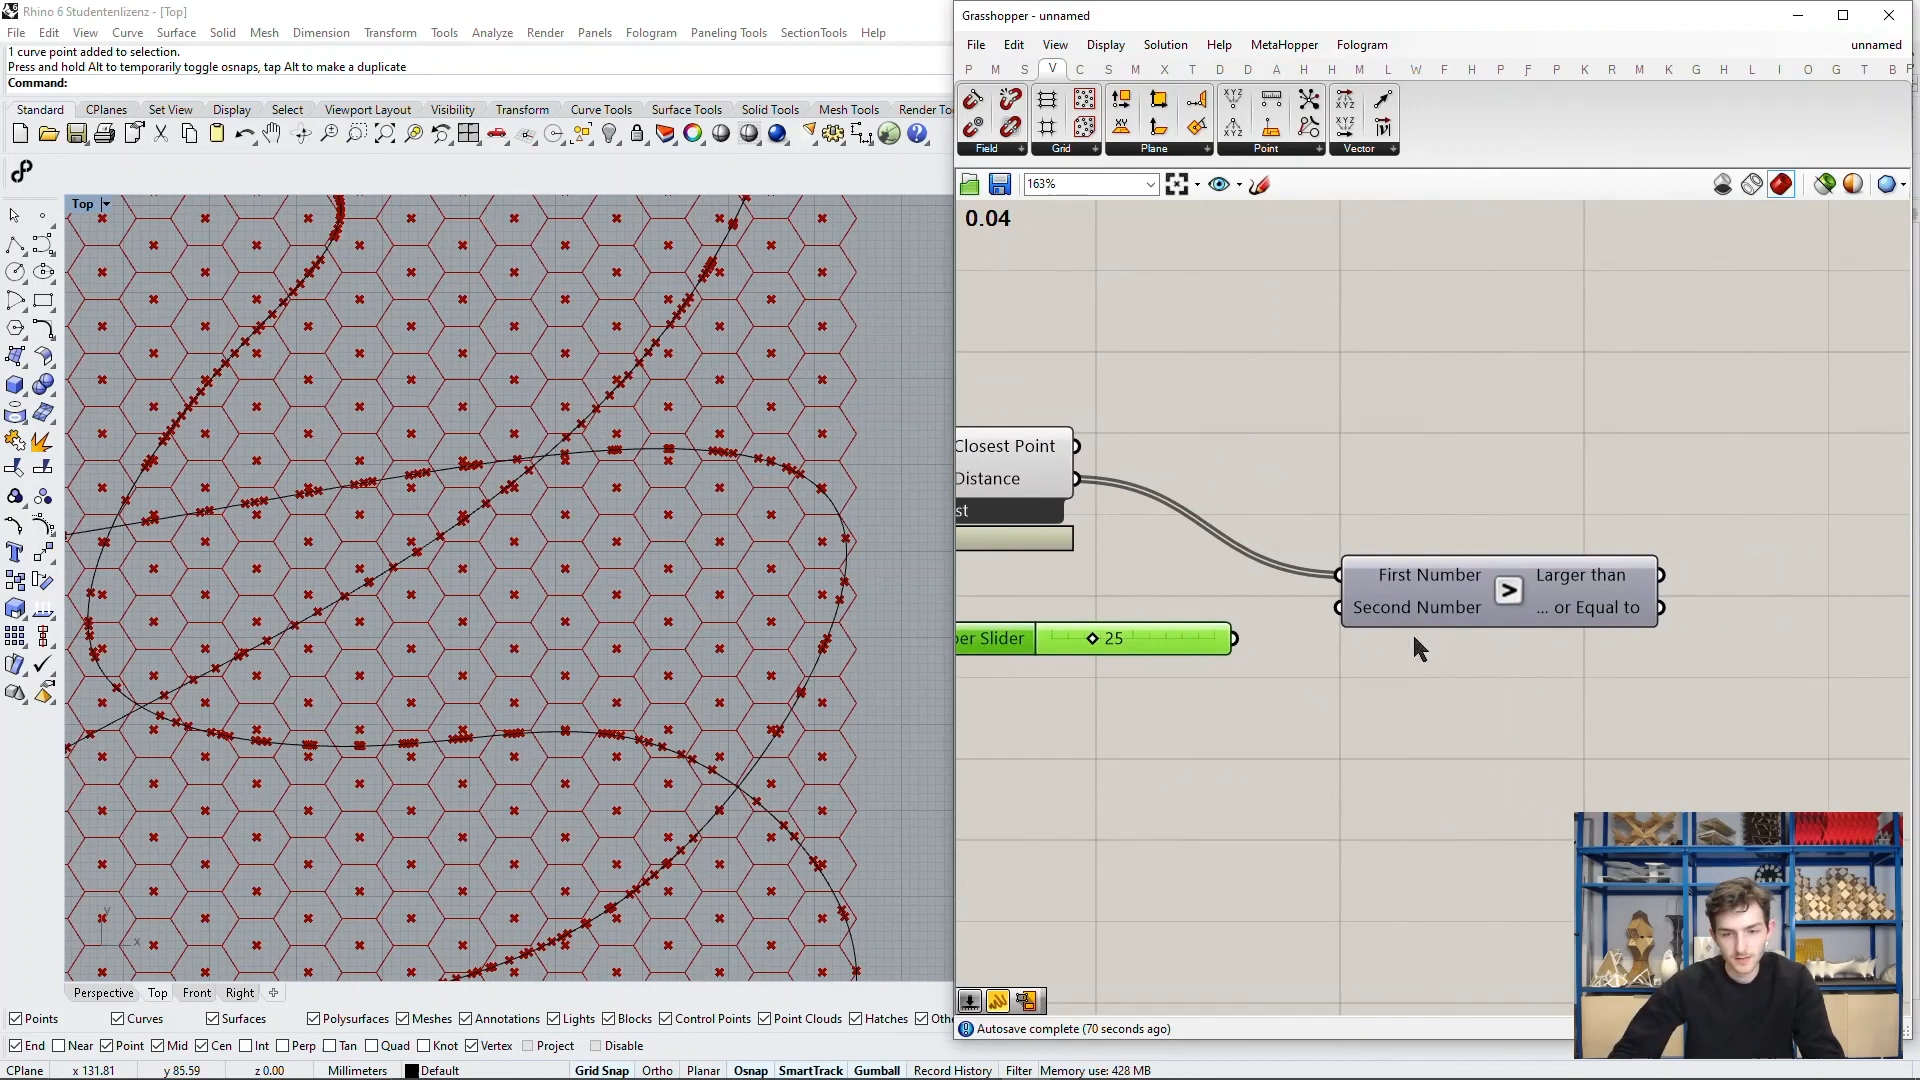 Rhino 6 Studentenlizenz - [Top]
File Edit View Curve Surface Solid Mesh Dimension Transform Tools Analyze Render Panels Fologram Paneling Tools SectionTools Help
1 curve point added to selection.
Press and hold Alt to temporarily toggle osnaps, tap Alt to make a duplicate
Command:
Standard CPlanes Set View Display Select Viewport Layout Visibility Transform Curve Tools Surface Tools Solid Tools Mesh Tools Render To
Top
y
x
Perspective Top Front Right
Points Curves Surfaces Polysurfaces Meshes Annotations Lights Blocks Control Points Point Clouds Hatches Oth
End Near Point Mid Cen Int Perp Tan Quad Knot Vertex Project Disable
CPlane x 131.81 y 85.59 z 0.00 Millimeters Default Grid Snap Ortho Planar Osnap SmartTrack Gumball Record History Filter Memory use: 428 MB
Grasshopper - unnamed
File Edit View Display Solution Help MetaHopper Fologram unnamed
P M S V C S M X T D D A H H M L W F H P F P K R M K G H L I O G T B F
Field Grid Plane Point Vector
163%
0.04
Closest Point
Distance
st
First Number Larger than
Second Number ... or Equal to
>
per Slider 25
Autosave complete (70 seconds ago)